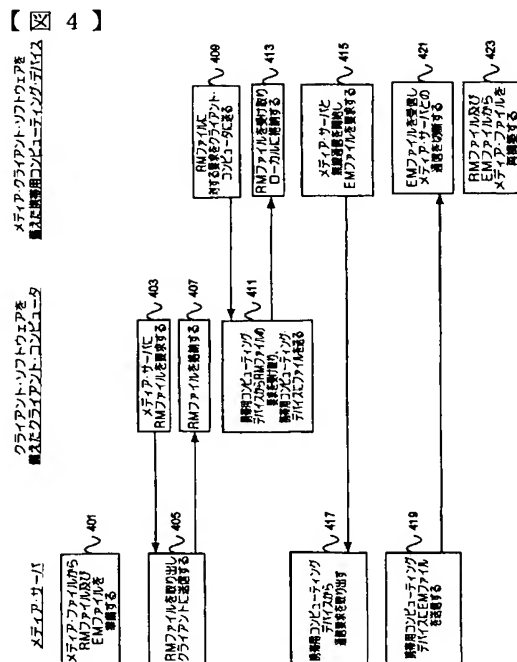 【図 4】
メディア・サーバ
クライアント・ソフトウェアを
備えたクライアント・コンピュータ
メディア・クライアント・ソフトウェアを
備えた携帯用コンピューティング・デバイス
401
メディア・ファイルから
RMファイル及び
EMファイルを
準備する
403
メディア・サーバに
RMファイルを要求する
405
RMファイルを取り出し
クライアントに送信する
407
RMファイルを格納する
409
RMファイルに
対する要求をクライアント・
コンピュータに送る
411
携帯用コンピューティング
デバイスからRMファイルの
要求を受け取り、
携帯用コンピューティング・
デバイスにファイルを送る
413
RMファイルを受け取り
ローカルに格納する
415
メディア・サーバと
無線通信を開始し
EMファイルを要求する
417
携帯用コンピューティング
デバイスから
通信要求を取り出す
419
携帯用コンピューティング
デバイスにEMファイル
を送信する
421
EMファイルを受信し
メディア・サーバとの
通信を切断する
423
RMファイル及び
EMファイルから
メディア・ファイルを
再構築する